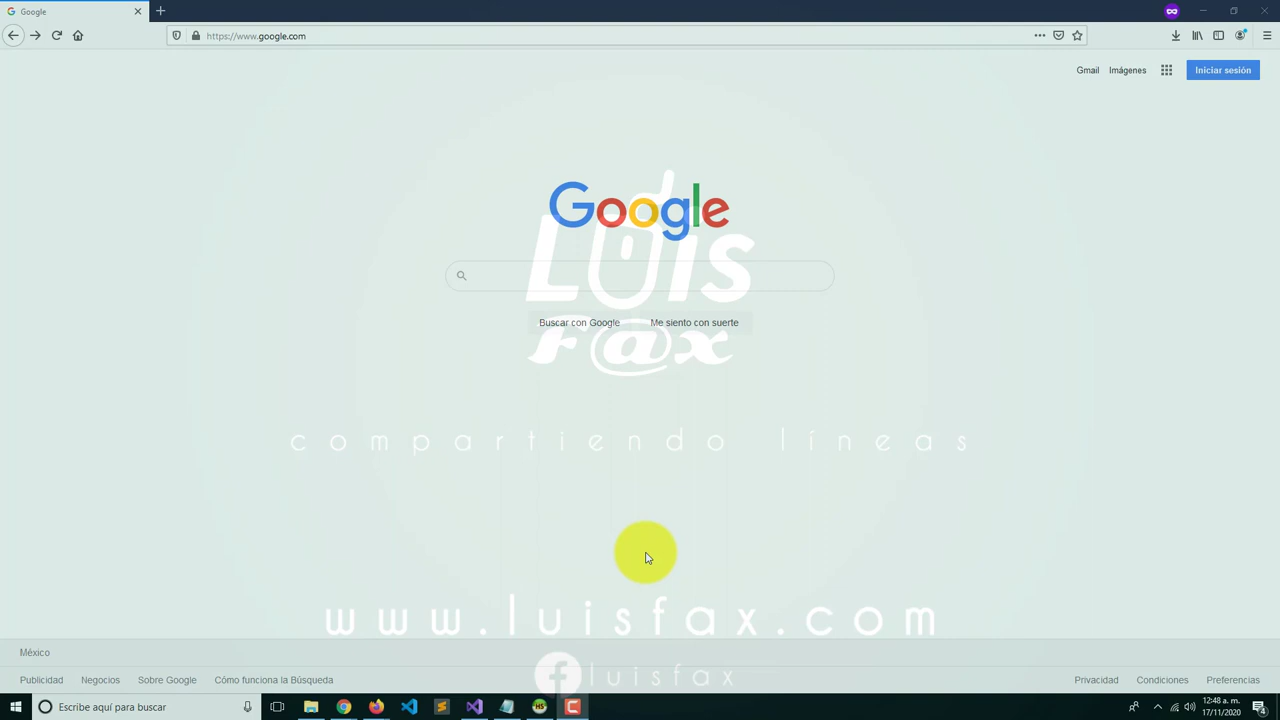 Google
https://www.google.com
Gmail Imágenes Iniciar sesión
Google
LUIS
Buscar con Google Me siento con suerte
F@x
compartiendo líneas
www.luisfax.com
México
luisfax
Publicidad Negocios Sobre Google Cómo funciona la Búsqueda Privacidad Condiciones Preferencias
Escribe aquí para buscar
HS
12:48 a. m.
17/11/2020
4